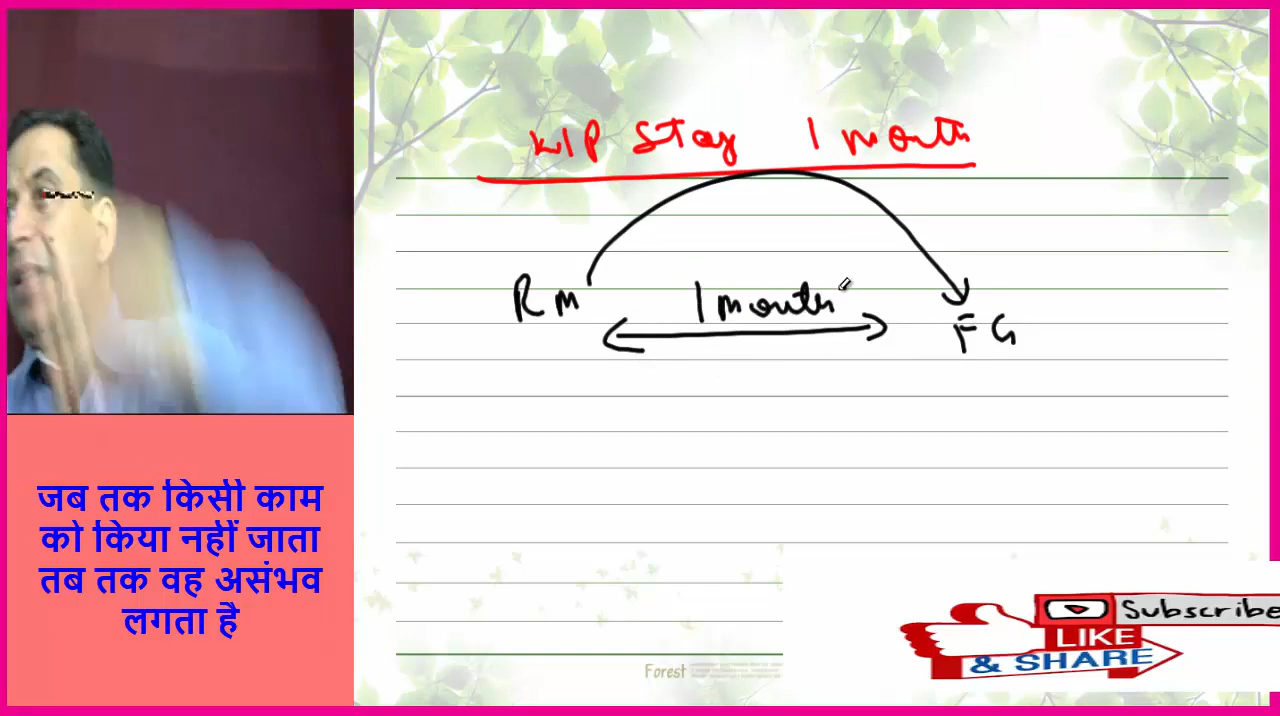 WIP Stay 1 month
RM 1 month FG
जब तक किसी काम
को किया नहीं जाता
तब तक वह असंभव
लगता है
Subscribe
LIKE
& SHARE
Forest